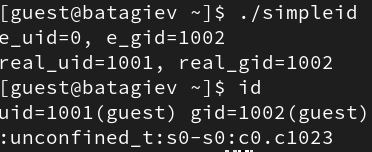 [guest@batagiev ~]$ ./simpleid
e_uid=0, e_gid=1002
real_uid=1001, real_gid=1002
[guest@batagiev ~]$ id
uid=1001(guest) gid=1002(guest)
:unconfined_t:s0-s0:c0.c1023